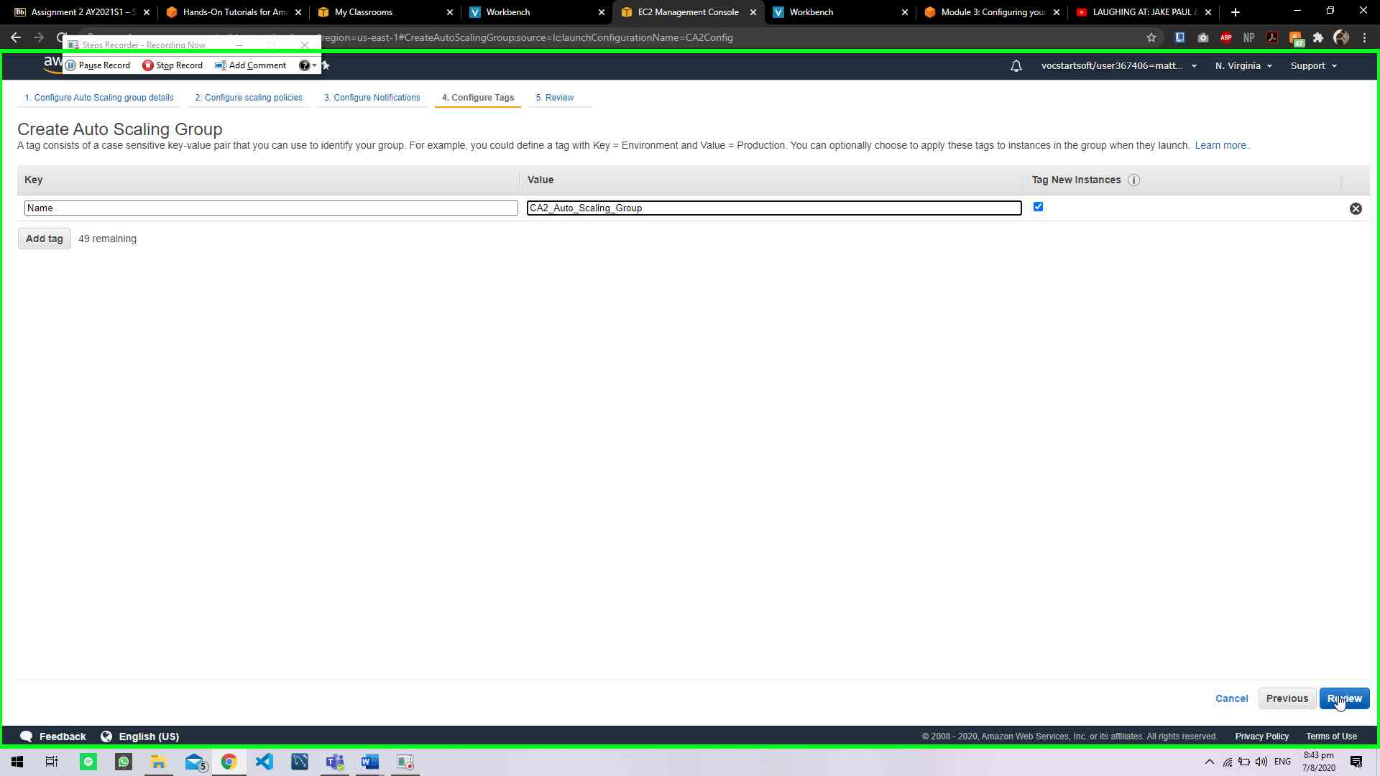 Assignment 2 AY2021S1 – S
Hands-On Tutorials for Am
My Classrooms
Workbench
EC2 Management Console
Workbench
Module 3: Configuring you
LAUGHING AT: JAKE PAUL &
region=us-east-1#CreateAutoScalingGroup:source=lc;launchConfigurationName=CA2Config
ABP
NP
Steps Recorder - Recording Now
Pause Record
Stop Record
Add Comment
aw
vocstartsoft/user367406=matt...
N. Virginia
Support
1. Configure Auto Scaling group details
2. Configure scaling policies
3. Configure Notifications
4. Configure Tags
5. Review
Create Auto Scaling Group
A tag consists of a case sensitive key-value pair that you can use to identify your group. For example, you could define a tag with Key = Environment and Value = Production. You can optionally choose to apply these tags to instances in the group when they launch. Learn more.
Key
Value
Tag New Instances
Name
CA2_Auto_Scaling_Group
Add tag
49 remaining
Cancel
Previous
Review
Feedback
English (US)
© 2008 - 2020, Amazon Web Services, Inc. or its affiliates. All rights reserved.
Privacy Policy
Terms of Use
5
ENG
8:43 pm
7/8/2020